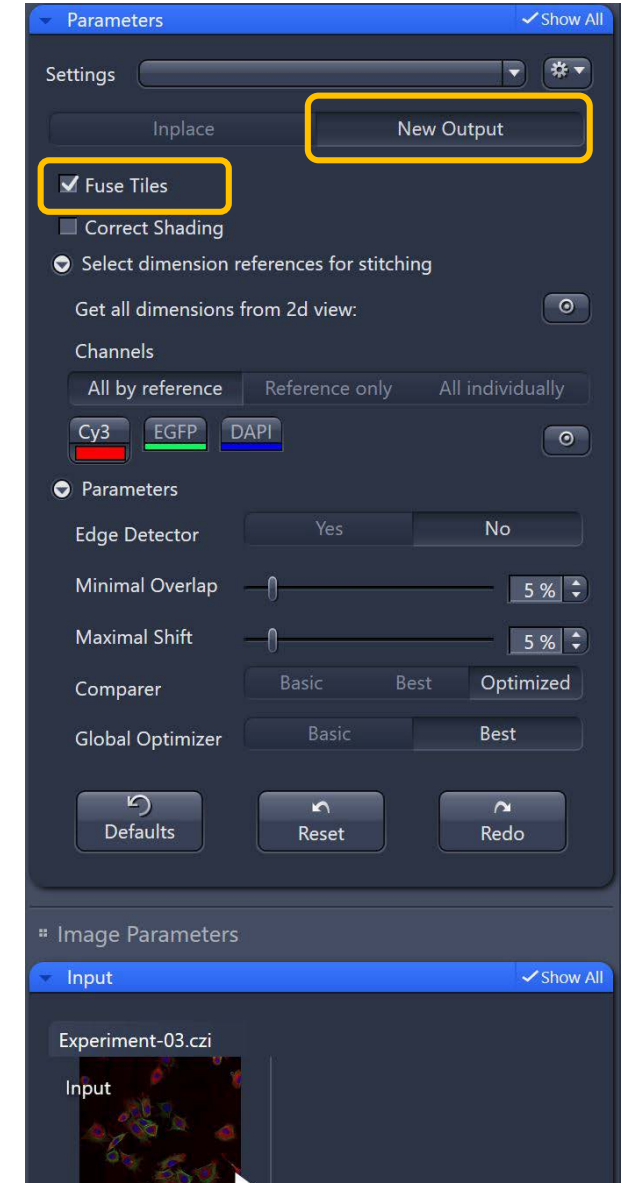 Parameters Show All
Settings
Inplace New Output
Fuse Tiles
Correct Shading
Select dimension references for stitching
Get all dimensions from 2d view:
Channels
All by reference Reference only All individually
Cy3 EGFP DAPI
Parameters
Edge Detector Yes No
Minimal Overlap 5 %
Maximal Shift 5 %
Comparer Basic Best Optimized
Global Optimizer Basic Best
Defaults Reset Redo
Image Parameters
Input Show All
Experiment-03.czi
Input